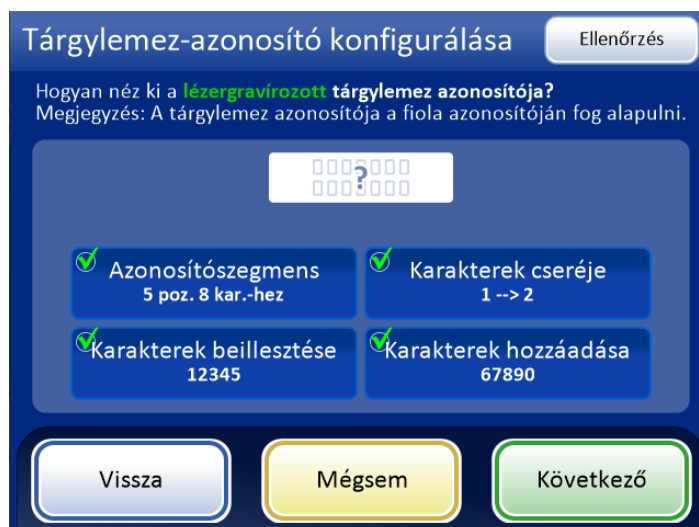 Tárgylemez-azonosító konfigurálása
Ellenőrzés
Hogyan néz ki a lézergravírozott tárgylemez azonosítója?
Megjegyzés: A tárgylemez azonosítója a fiola azonosítóján fog alapulni.
?
Azonosítószegmens
5 poz. 8 kar.-hez
Karakterek cseréje
1 --> 2
Karakterek beillesztése
12345
Karakterek hozzáadása
67890
Vissza
Mégsem
Következő